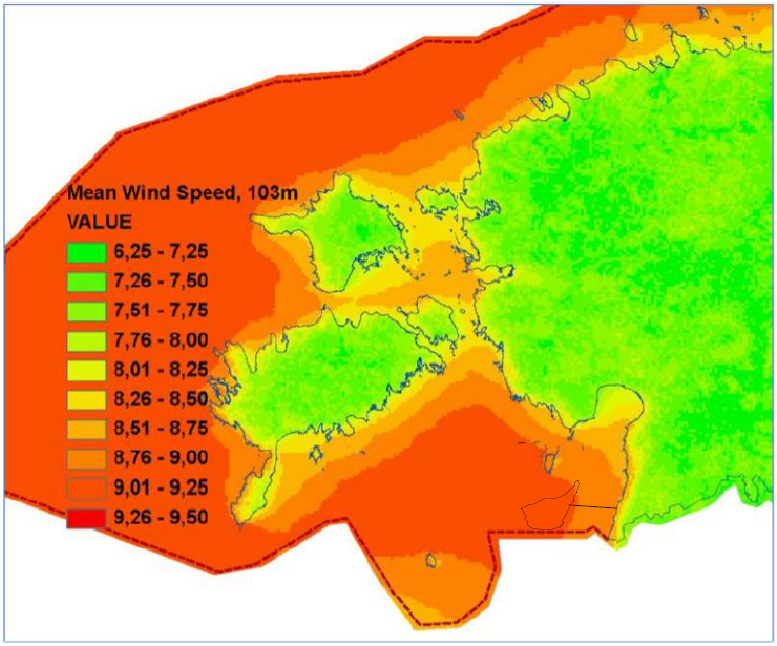 Mean Wind Speed, 103m
VALUE
6,25 - 7,25
7,26 - 7,50
7,51 - 7,75
7,76 - 8,00
8,01 - 8,25
8,26 - 8,50
8,51 - 8,75
8,76 - 9,00
9,01 - 9,25
9,26 - 9,50